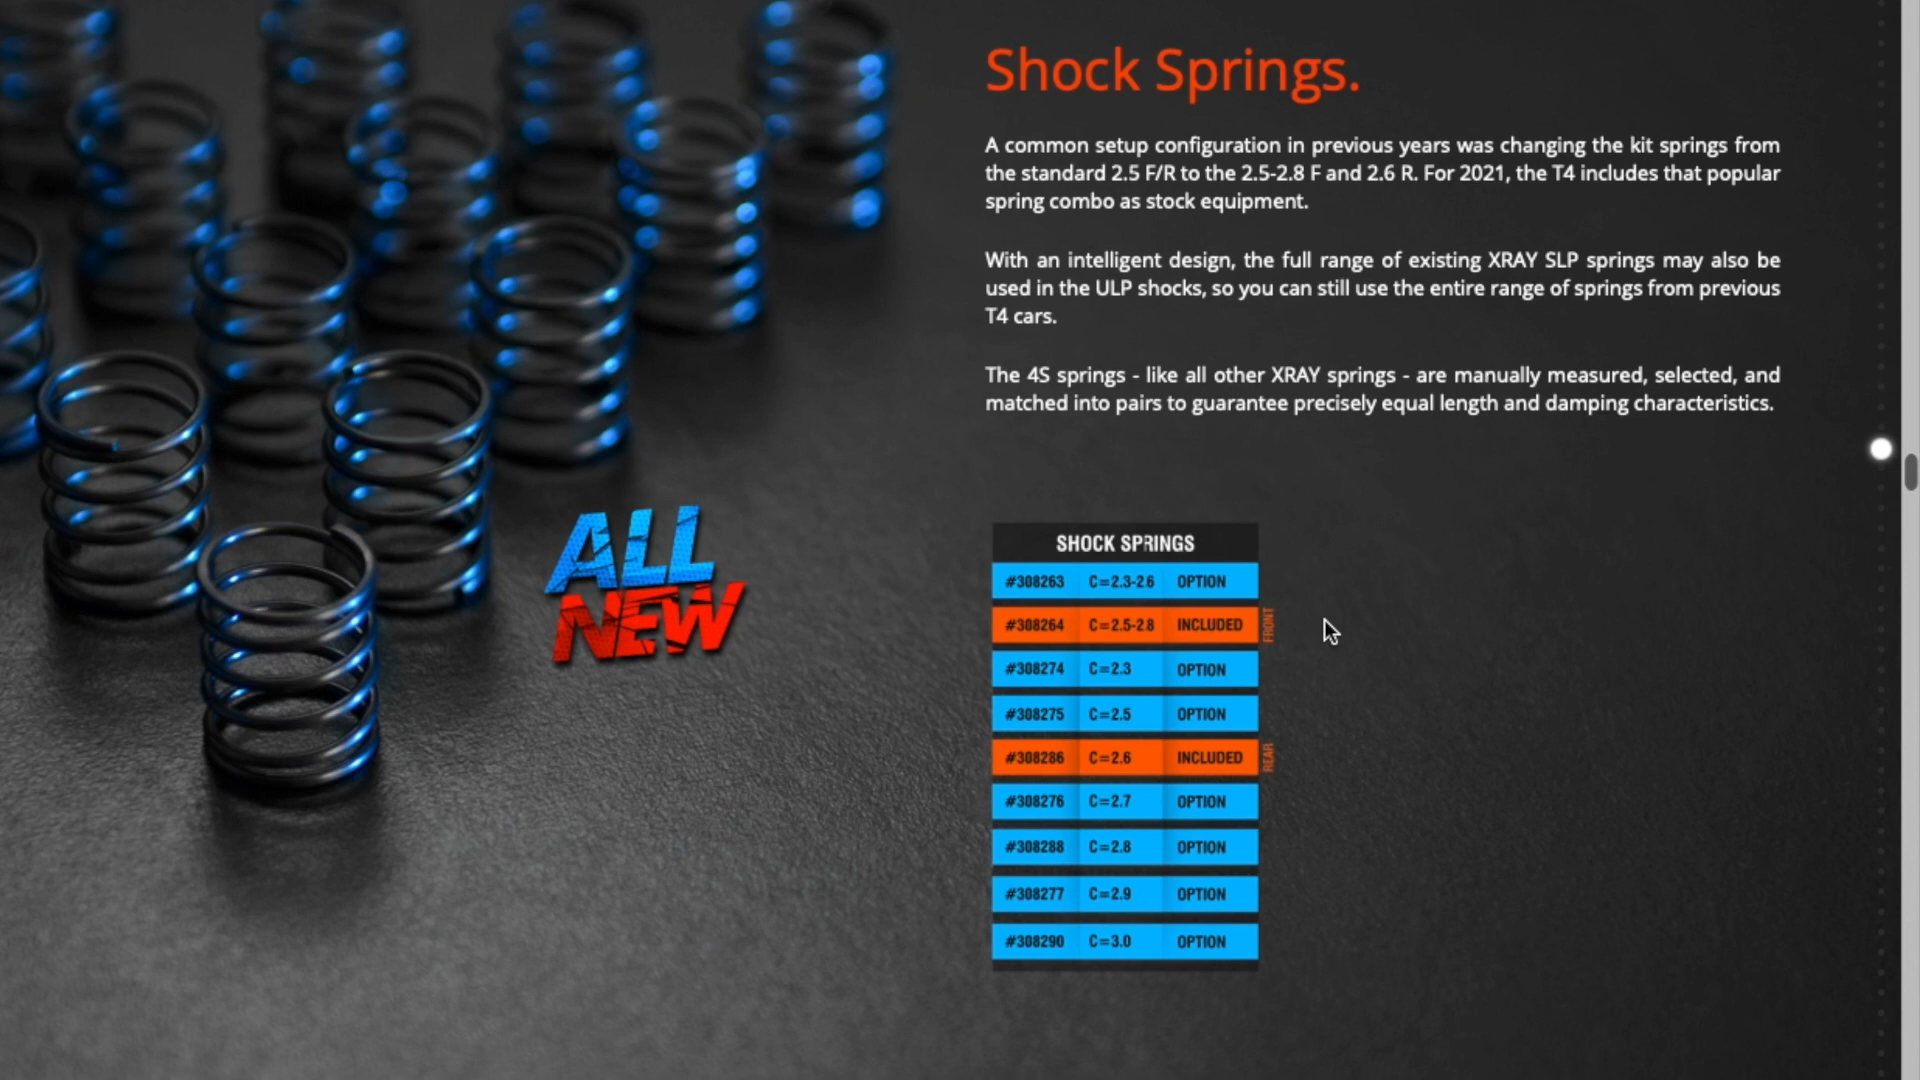 Shock Springs.
A common setup configuration in previous years was changing the kit springs from
the standard 2.5 F/R to the 2.5-2.8 F and 2.6 R. For 2021, the T4 includes that popular
spring combo as stock equipment.
With an intelligent design, the full range of existing XRAY SLP springs may also be
used in the ULP shocks, so you can still use the entire range of springs from previous
T4 cars.
The 4S springs - like all other XRAY springs - are manually measured, selected, and
matched into pairs to guarantee precisely equal length and damping characteristics.
ALL
NEW
SHOCK SPRINGS
#308263 C=2.3-2.6 OPTION
#308264 C=2.5-2.8 INCLUDED FRONT
#308274 C=2.3 OPTION
#308275 C=2.5 OPTION
#308286 C=2.6 INCLUDED REAR
#308276 C=2.7 OPTION
#308288 C=2.8 OPTION
#308277 C=2.9 OPTION
#308290 C=3.0 OPTION